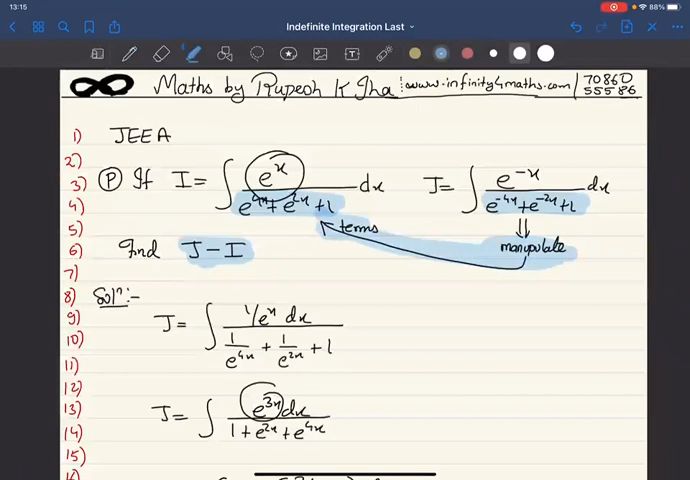 13:15
88%
Indefinite Integration Last
Maths by Rupesh K Jha www.infinity4maths.com 70860 55586
1) JEEA
2)
3) P If I = ∫ e^x / (e^4x + e^2x + 1) dx J = ∫ e^-x / (e^-4x + e^-2x + 1) dx
4)
5) terms ⇓
6) Find J - I manipulate
7)
8) Sol^n:-
9) J = ∫ (1/e^x dx) / (1/e^4x + 1/e^2x + 1)
10)
11)
12)
13) J = ∫ e^3x dx / (1 + e^2x + e^4x)
14)
15)